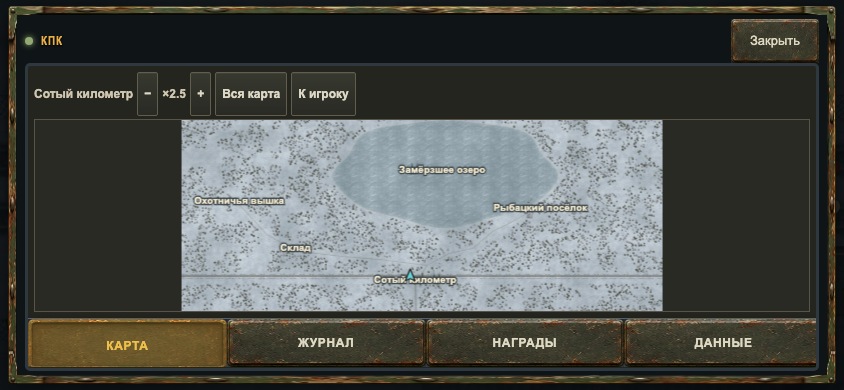 КПК
Закрыть
Сотый километр − ×2.5 + Вся карта К игроку
Замёрзшее озеро
Охотничья вышка
Рыбацкий посёлок
Склад
Сотый километр
КАРТА ЖУРНАЛ НАГРАДЫ ДАННЫЕ